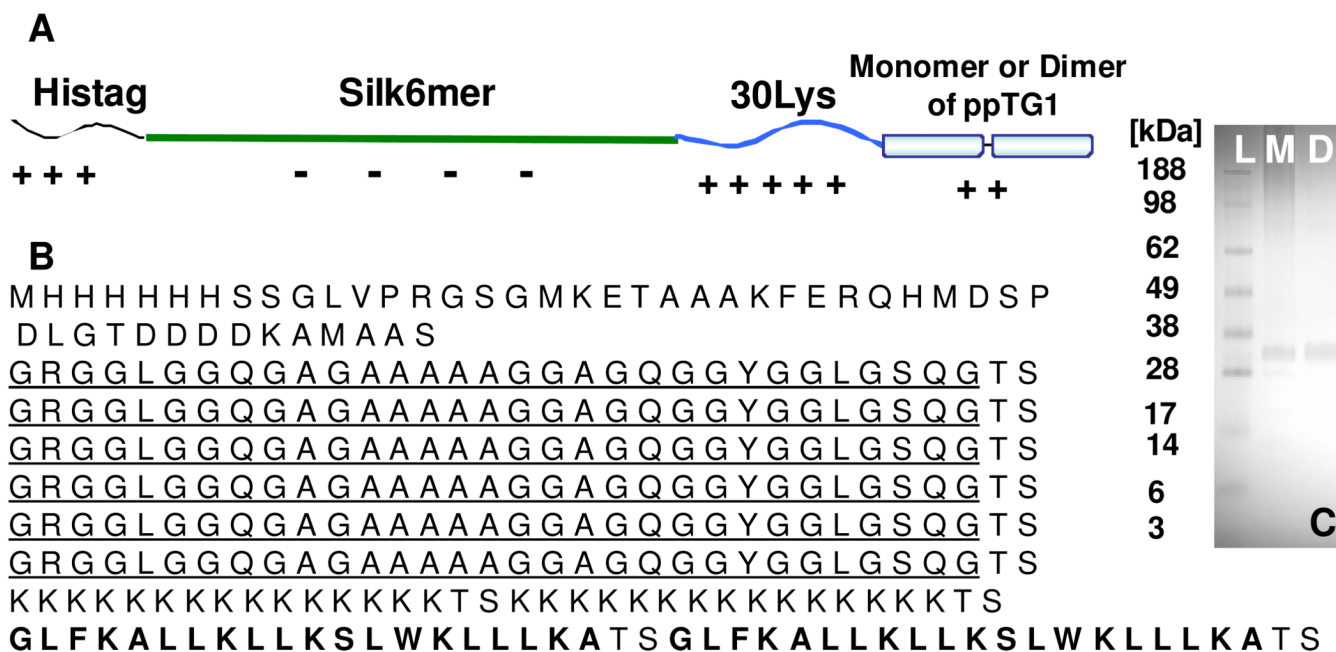 A
Histag
Silk6mer
30Lys
Monomer or Dimer
of ppTG1
+ + +
- - - -
+ + + + +
+ +
B
M H H H H H H S S G L V P R G S G M K E T A A A K F E R Q H M D S P
D L G T D D D D K A M A A S
G R G G L G G Q G A G A A A A A G G A G Q G G Y G G L G S Q G T S
G R G G L G G Q G A G A A A A A G G A G Q G G Y G G L G S Q G T S
G R G G L G G Q G A G A A A A A G G A G Q G G Y G G L G S Q G T S
G R G G L G G Q G A G A A A A A G G A G Q G G Y G G L G S Q G T S
G R G G L G G Q G A G A A A A A G G A G Q G G Y G G L G S Q G T S
G R G G L G G Q G A G A A A A A G G A G Q G G Y G G L G S Q G T S
K K K K K K K K K K K K K K K T S K K K K K K K K K K K K K K K T S
G L F K A L L K L L K S L W K L L L K A T S G L F K A L L K L L K S L W K L L L K A T S
[kDa]
L M D
188
98
62
49
38
28
17
14
6
3
C